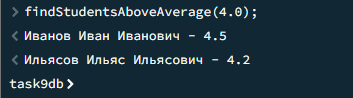 > findStudentsAboveAverage(4.0);
< Иванов Иван Иванович - 4.5
< Ильясов Ильяс Ильясович - 4.2
task9db>